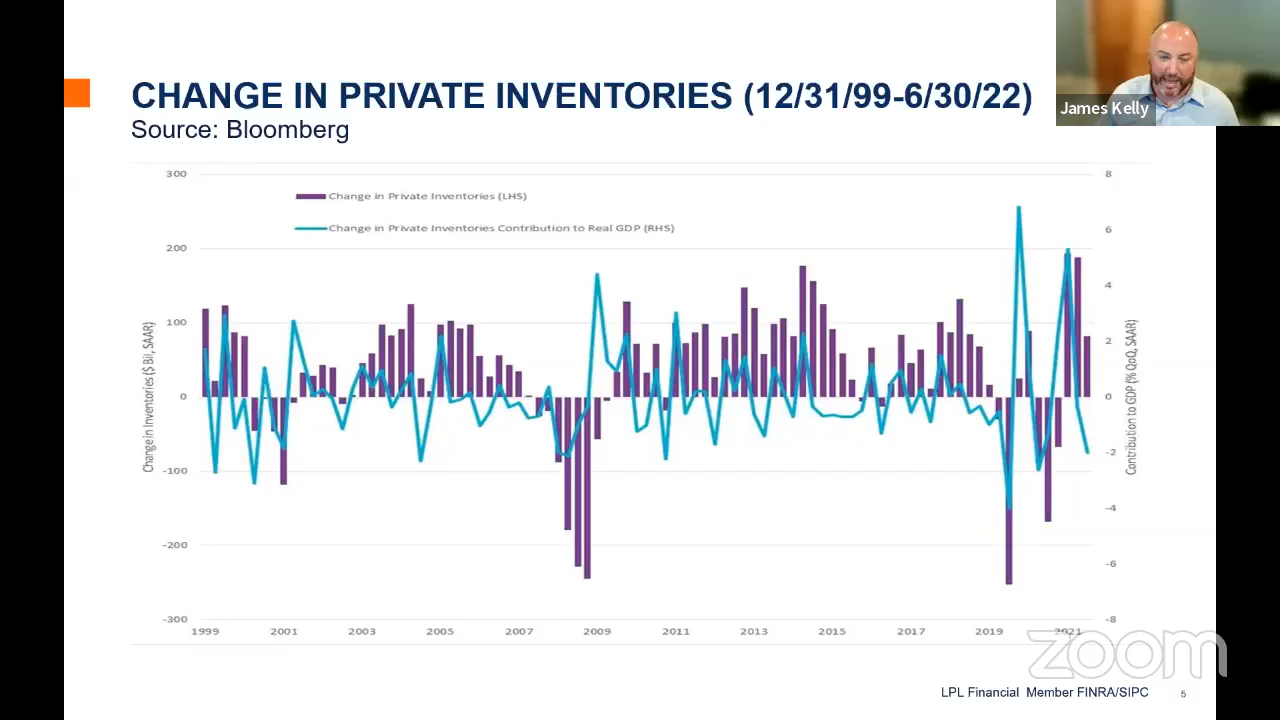 CHANGE IN PRIVATE INVENTORIES (12/31/99-6/30/22)
Source: Bloomberg
James Kelly
300
200
100
0
-100
-200
-300
Change in Inventories ($ Bil, SAAR)
Change in Private Inventories (LHS)
Change in Private Inventories Contribution to Real GDP (RHS)
8
6
4
2
0
-2
-4
-6
-8
Contribution to GDP (% QoQ, SAAR)
1999 2001 2003 2005 2007 2009 2011 2013 2015 2017 2019 2021
zoom
LPL Financial Member FINRA/SIPC
5